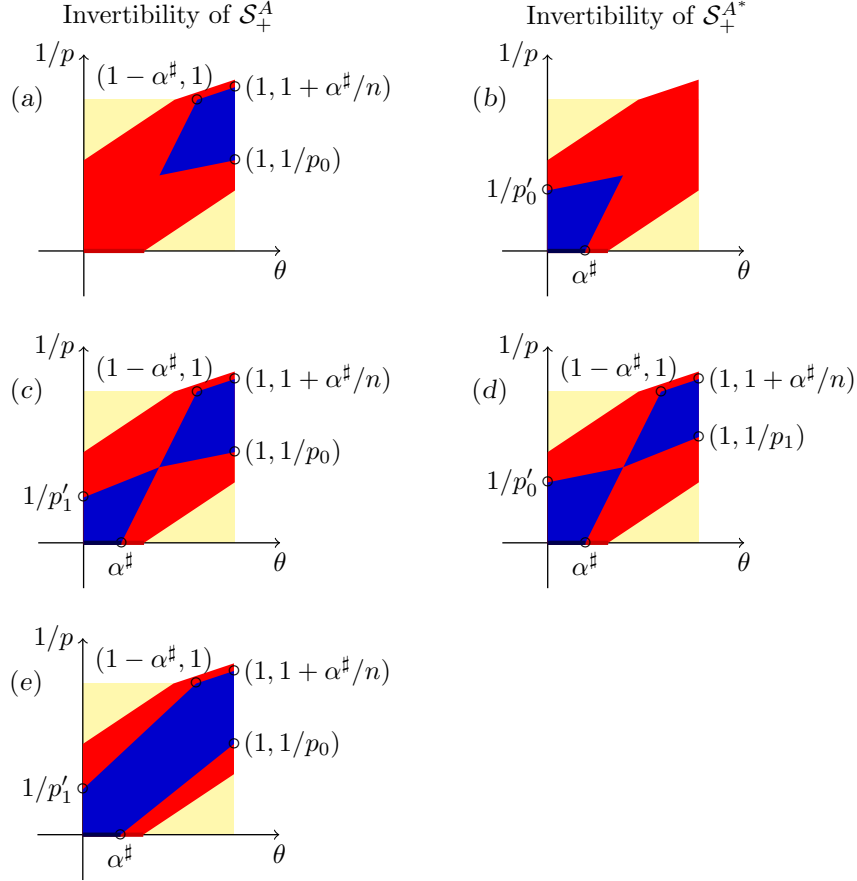 Invertibility of $\mathcal{S}_+^A$
Invertibility of $\mathcal{S}_+^{A^*}$
(a)
1/p
(1 − α♯, 1)
(1, 1 + α♯/n)
(1, 1/p₀)
θ
(b)
1/p
1/p′₀
α♯
θ
(c)
1/p
(1 − α♯, 1)
(1, 1 + α♯/n)
(1, 1/p₀)
1/p′₁
α♯
θ
(d)
1/p
(1 − α♯, 1)
(1, 1 + α♯/n)
(1, 1/p₁)
1/p′₀
α♯
θ
(e)
1/p
(1 − α♯, 1)
(1, 1 + α♯/n)
(1, 1/p₀)
1/p′₁
α♯
θ